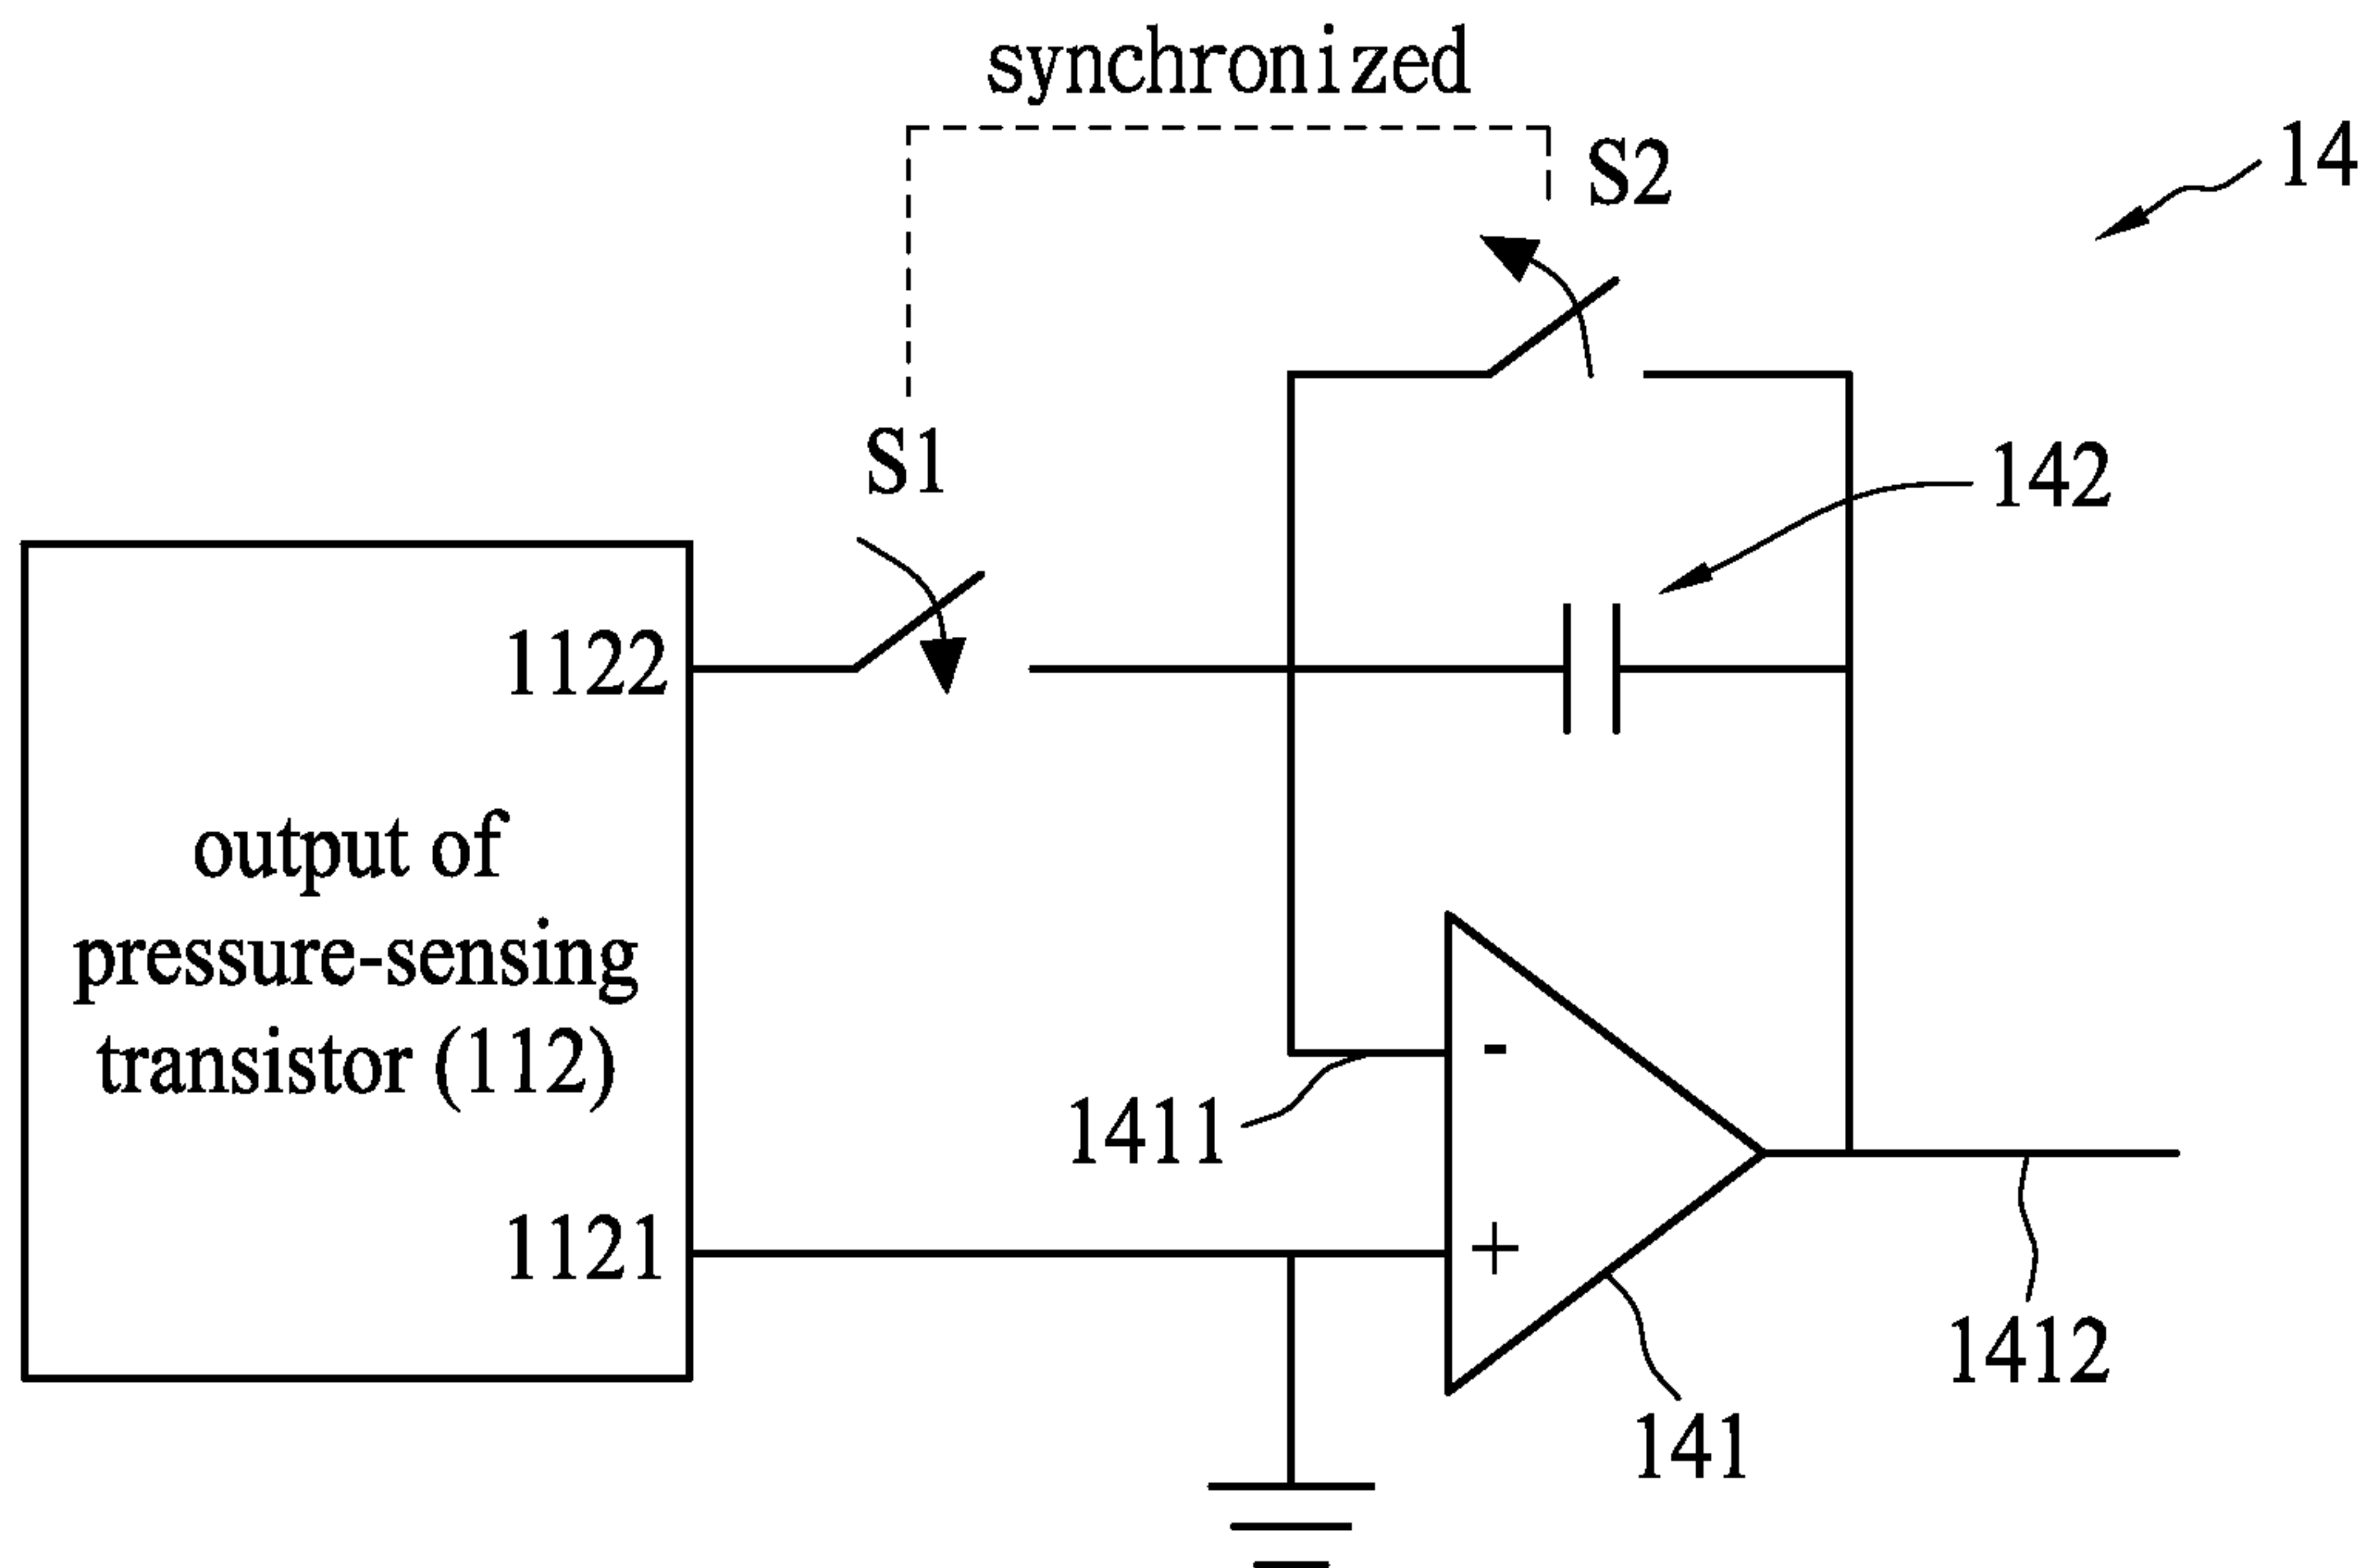 synchronized
S2
14
S1
142
1122
output of
pressure-sensing
transistor (112)
1411
-
1121
+
1412
141